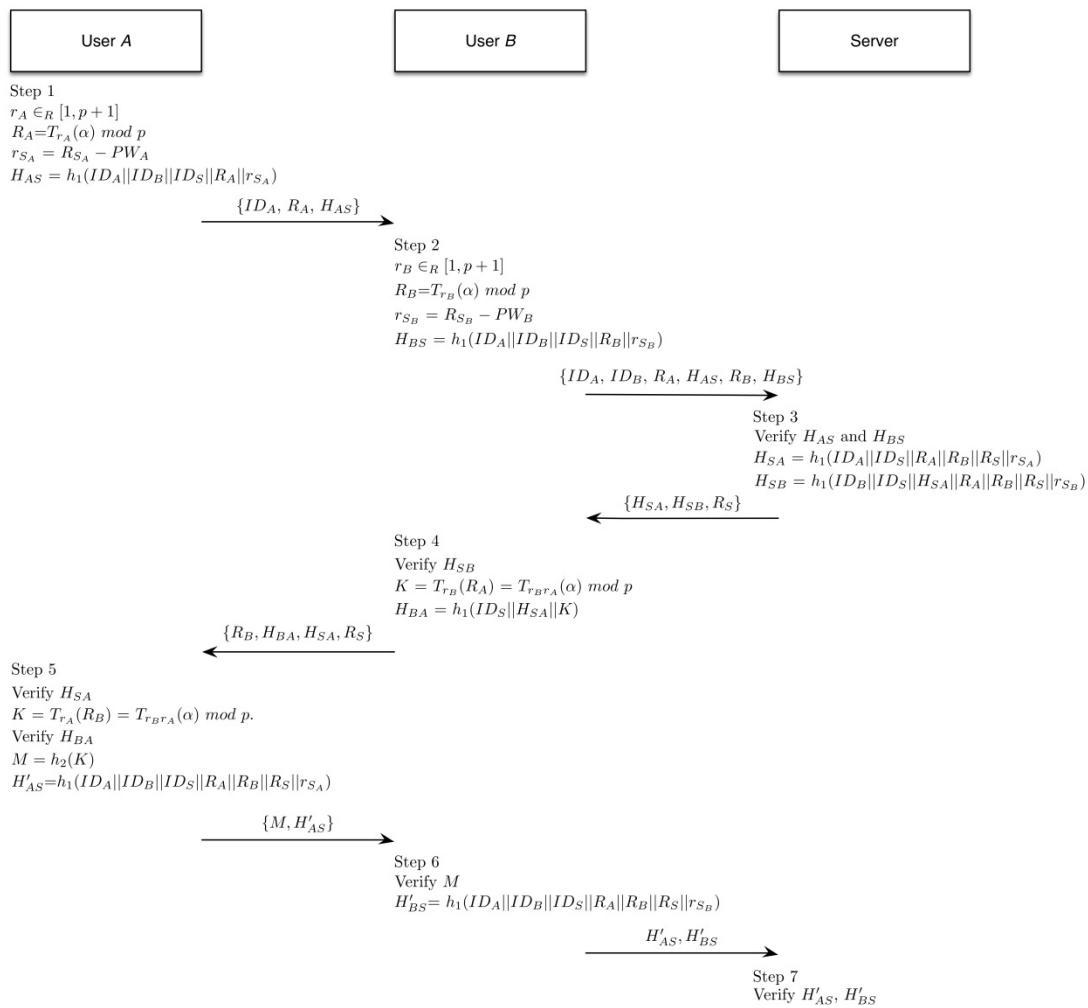 User A
User B
Server
Step 1
r_A ∈_R [1, p + 1]
R_A=T_{r_A}(α) mod p
r_{S_A} = R_{S_A} − PW_A
H_{AS} = h_1(ID_A||ID_B||ID_S||R_A||r_{S_A})
{ID_A, R_A, H_{AS}}
Step 2
r_B ∈_R [1, p + 1]
R_B=T_{r_B}(α) mod p
r_{S_B} = R_{S_B} − PW_B
H_{BS} = h_1(ID_A||ID_B||ID_S||R_B||r_{S_B})
{ID_A, ID_B, R_A, H_{AS}, R_B, H_{BS}}
Step 3
Verify H_{AS} and H_{BS}
H_{SA} = h_1(ID_A||ID_S||R_A||R_B||R_S||r_{S_A})
H_{SB} = h_1(ID_B||ID_S||H_{SA}||R_A||R_B||R_S||r_{S_B})
{H_{SA}, H_{SB}, R_S}
Step 4
Verify H_{SB}
K = T_{r_B}(R_A) = T_{r_B r_A}(α) mod p
H_{BA} = h_1(ID_S||H_{SA}||K)
{R_B, H_{BA}, H_{SA}, R_S}
Step 5
Verify H_{SA}
K = T_{r_A}(R_B) = T_{r_B r_A}(α) mod p.
Verify H_{BA}
M = h_2(K)
H'_{AS}=h_1(ID_A||ID_B||ID_S||R_A||R_B||R_S||r_{S_A})
{M, H'_{AS}}
Step 6
Verify M
H'_{BS}= h_1(ID_A||ID_B||ID_S||R_A||R_B||R_S||r_{S_B})
H'_{AS}, H'_{BS}
Step 7
Verify H'_{AS}, H'_{BS}